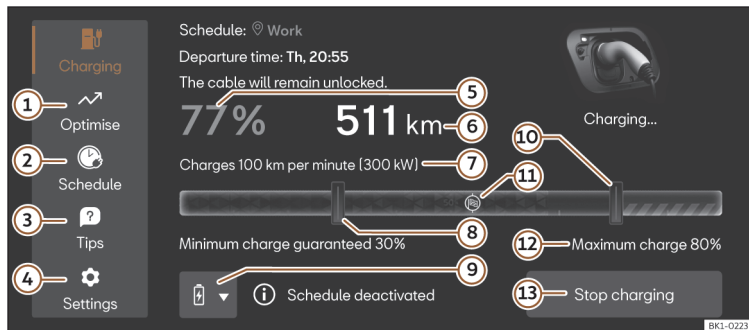 Schedule: Work
Departure time: Th, 20:55
The cable will remain unlocked.
Charging
1
Optimise
2
Schedule
3
?
Tips
4
Settings
77%
5
511 km
6
Charging...
Charges 100 km per minute (300 kW)
7
10
11
Minimum charge guaranteed 30%
8
12
Maximum charge 80%
9
i
Schedule deactivated
13
Stop charging
BK1-0223